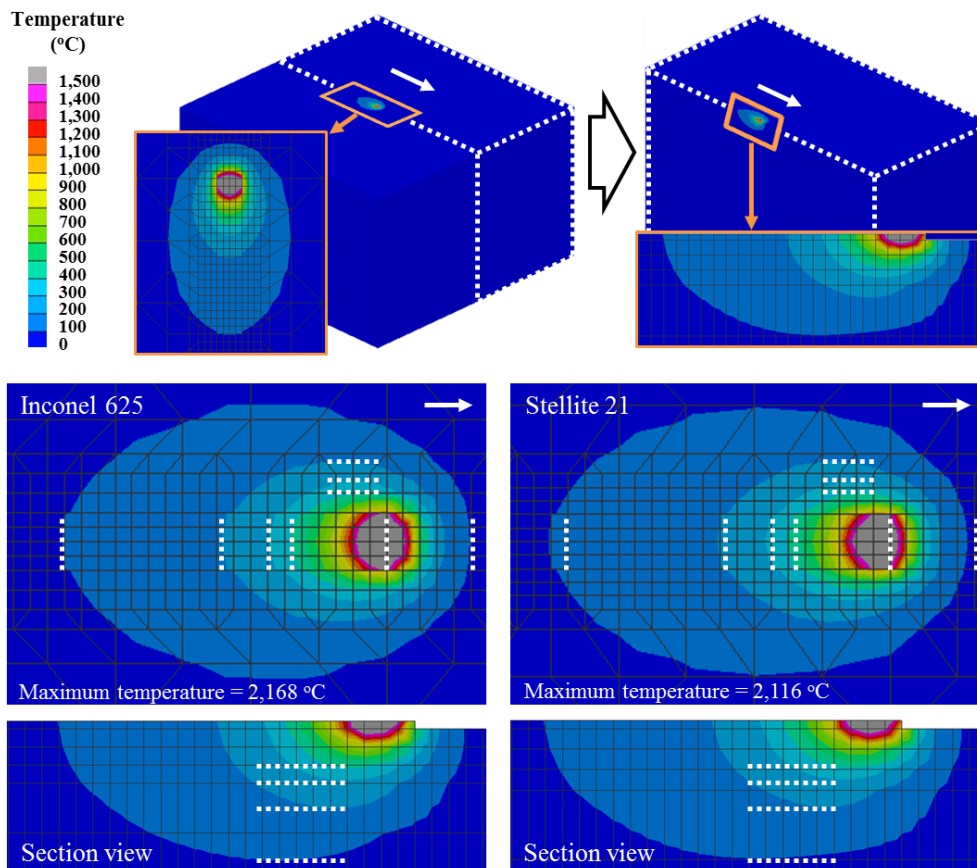 Temperature
(°C)
1,500
1,400
1,300
1,200
1,100
1,000
900
800
700
600
500
400
300
200
100
0
Inconel 625
Stellite 21
Maximum temperature = 2,168 °C
Maximum temperature = 2,116 °C
Section view
Section view